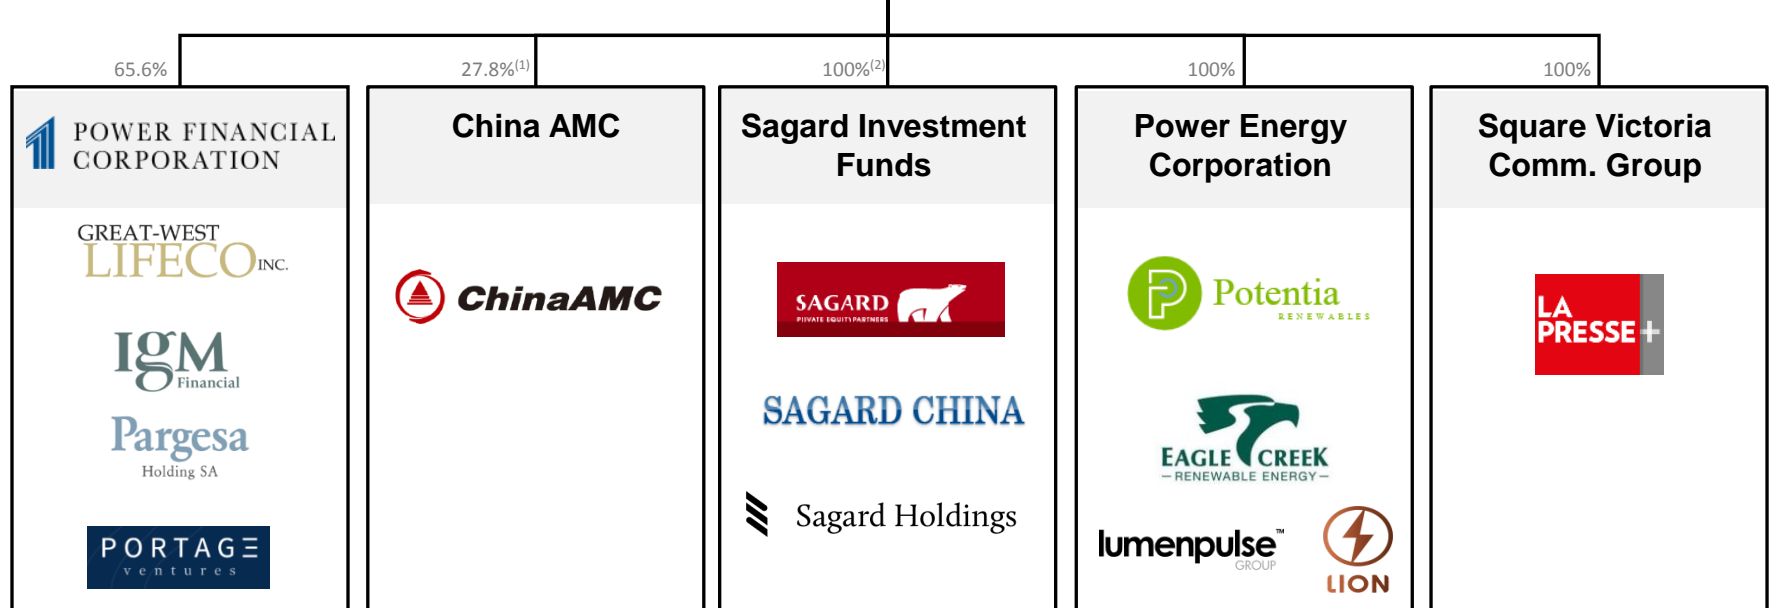 65.6%
27.8%(1)
100%(2)
100%
100%
POWER FINANCIAL
CORPORATION
GREAT-WEST
LIFECO INC.
IGM
Financial
Pargesa
Holding SA
PORTAGE
ventures
China AMC
ChinaAMC
Sagard Investment
Funds
SAGARD
PRIVATE EQUITY PARTNERS
SAGARD CHINA
Sagard Holdings
Power Energy
Corporation
Potentia
RENEWABLES
EAGLE CREEK
RENEWABLE ENERGY
lumenpulse™
GROUP
LION
Square Victoria
Comm. Group
LA
PRESSE+